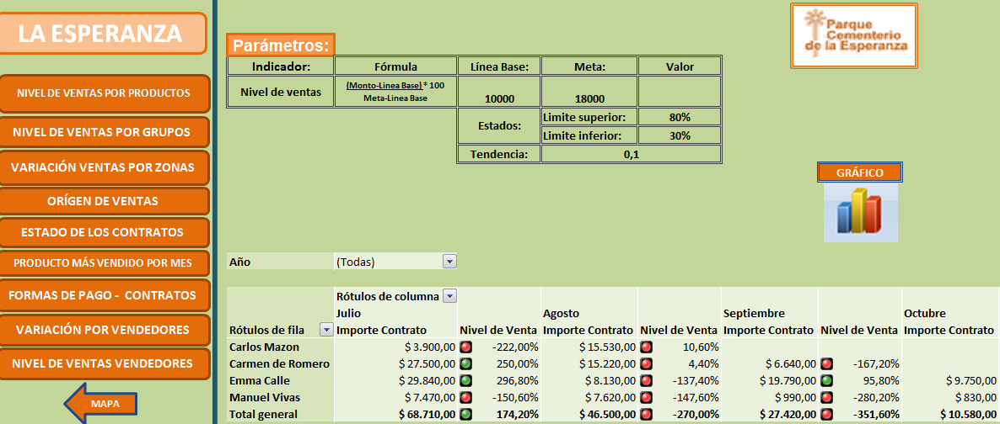 LA ESPERANZA
NIVEL DE VENTAS POR PRODUCTOS
NIVEL DE VENTAS POR GRUPOS
VARIACIÓN VENTAS POR ZONAS
ORÍGEN DE VENTAS
ESTADO DE LOS CONTRATOS
PRODUCTO MÁS VENDIDO POR MES
FORMAS DE PAGO - CONTRATOS
VARIACIÓN POR VENDEDORES
NIVEL DE VENTAS VENDEDORES
MAPA
Parque
Cementerio
de la Esperanza
Parámetros:
Indicador: Fórmula Línea Base: Meta: Valor
Nivel de ventas (Monto-Linea Base)* 100
Meta-Linea Base 10000 18000
Estados: Limite superior: 80%
Limite inferior: 30%
Tendencia: 0,1
GRÁFICO
Año (Todas)
Rótulos de columna
Julio Agosto Septiembre Octubre
Rótulos de fila Importe Contrato Nivel de Venta Importe Contrato Nivel de Venta Importe Contrato Nivel de Venta Importe Contrato
Carlos Mazon $ 3.900,00 -222,00% $ 15.530,00 10,60%
Carmen de Romero $ 27.500,00 250,00% $ 15.220,00 4,40% $ 6.640,00 -167,20%
Emma Calle $ 29.840,00 296,80% $ 8.130,00 -137,40% $ 19.790,00 95,80% $ 9.750,00
Manuel Vivas $ 7.470,00 -150,60% $ 7.620,00 -147,60% $ 990,00 -280,20% $ 830,00
Total general $ 68.710,00 174,20% $ 46.500,00 -270,00% $ 27.420,00 -351,60% $ 10.580,00